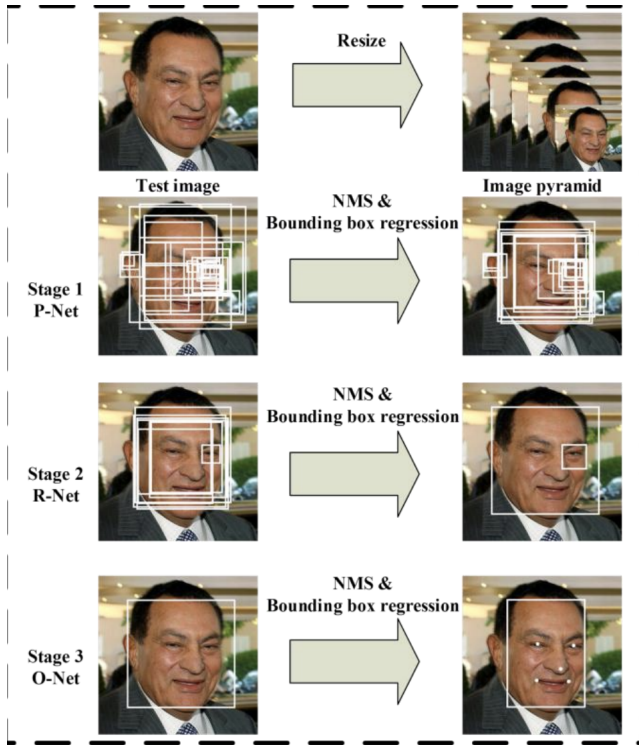 Resize
Test image
Image pyramid
NMS &
Bounding box regression
Stage 1
P-Net
NMS &
Bounding box regression
Stage 2
R-Net
NMS &
Bounding box regression
Stage 3
O-Net